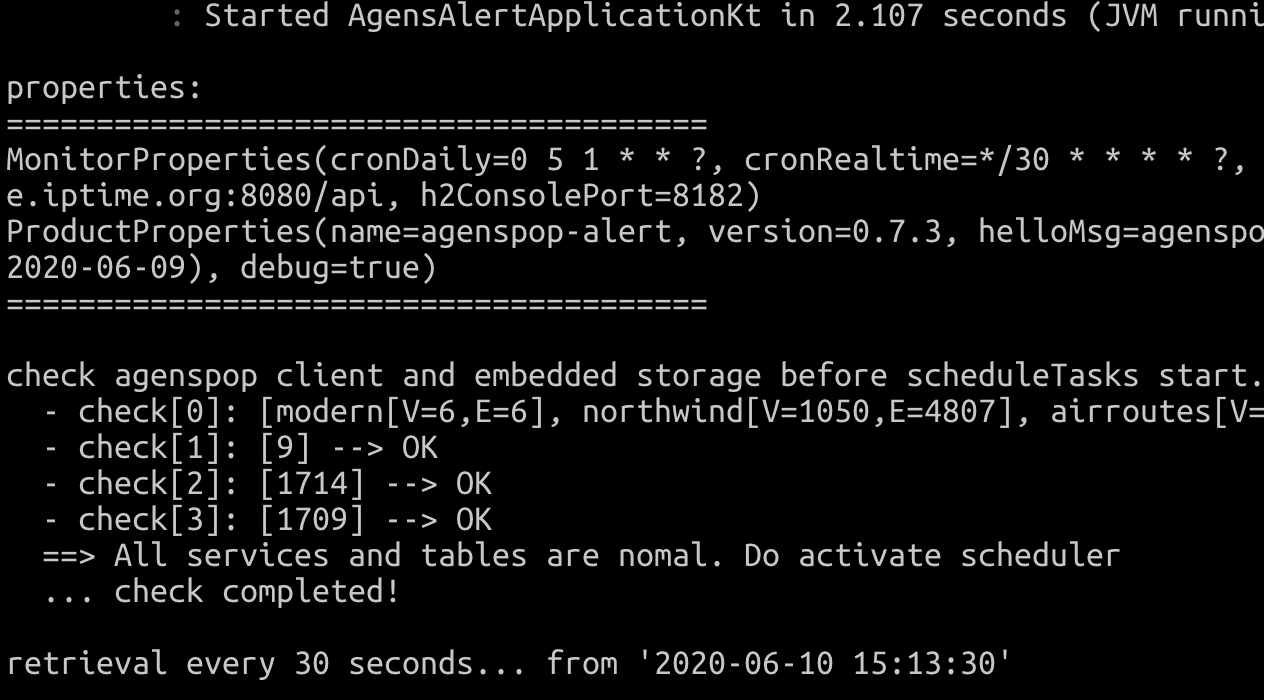 : Started AgensAlertApplicationKt in 2.107 seconds (JVM runni
properties:
=======================================
MonitorProperties(cronDaily=0 5 1 * * ?, cronRealtime=*/30 * * * * ?,
e.iptime.org:8080/api, h2ConsolePort=8182)
ProductProperties(name=agenspop-alert, version=0.7.3, helloMsg=agenspo
2020-06-09), debug=true)
=======================================
check agenspop client and embedded storage before scheduleTasks start.
- check[0]: [modern[V=6,E=6], northwind[V=1050,E=4807], airroutes[V=
- check[1]: [9] --> OK
- check[2]: [1714] --> OK
- check[3]: [1709] --> OK
==> All services and tables are nomal. Do activate scheduler
... check completed!
retrieval every 30 seconds... from '2020-06-10 15:13:30'